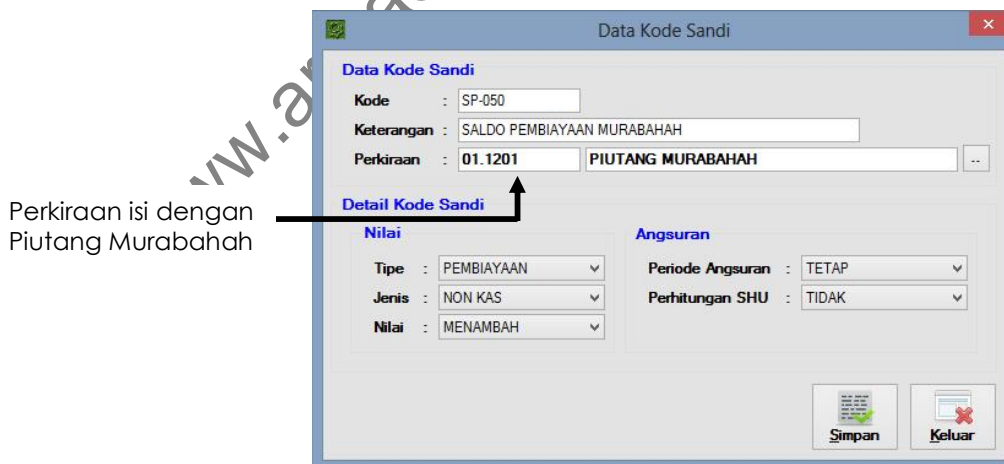 Data Kode Sandi
Data Kode Sandi
Kode : SP-050
Keterangan : SALDO PEMBIAYAAN MURABAHAH
Perkiraan : 01.1201 PIUTANG MURABAHAH ..
Perkiraan isi dengan
Piutang Murabahah
Detail Kode Sandi
Nilai
Tipe : PEMBIAYAAN
Jenis : NON KAS
Nilai : MENAMBAH
Angsuran
Periode Angsuran : TETAP
Perhitungan SHU : TIDAK
Simpan
Keluar